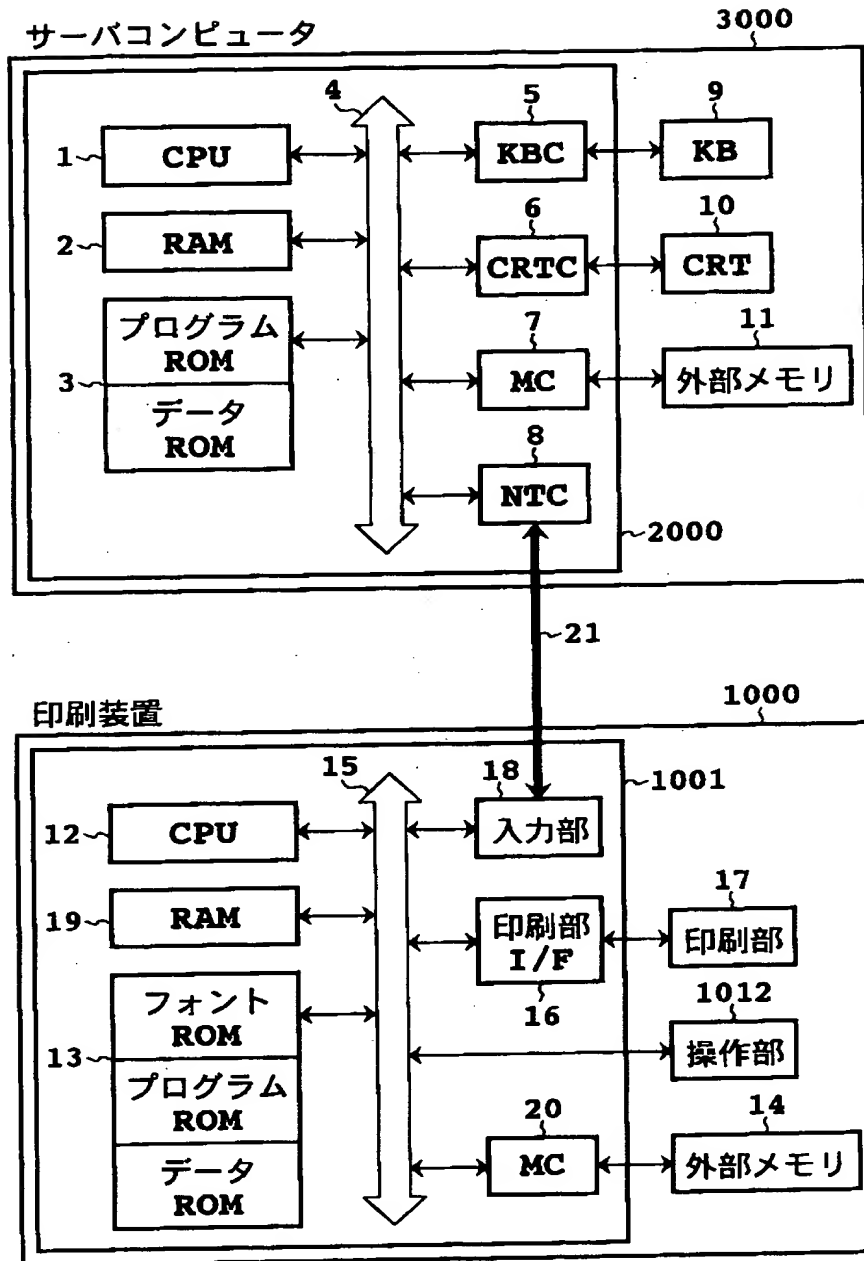 サーバコンピュータ
3000
4
5
9
1
CPU
KBC
KB
6
10
2
RAM
CRTC
CRT
7
11
3
プログラム
ROM
MC
外部メモリ
データ
ROM
8
NTC
2000
21
印刷装置
1000
15
18
1001
12
CPU
入力部
17
19
RAM
印刷部
I/F
印刷部
16
1012
13
フォント
ROM
操作部
プログラム
ROM
20
14
データ
ROM
MC
外部メモリ